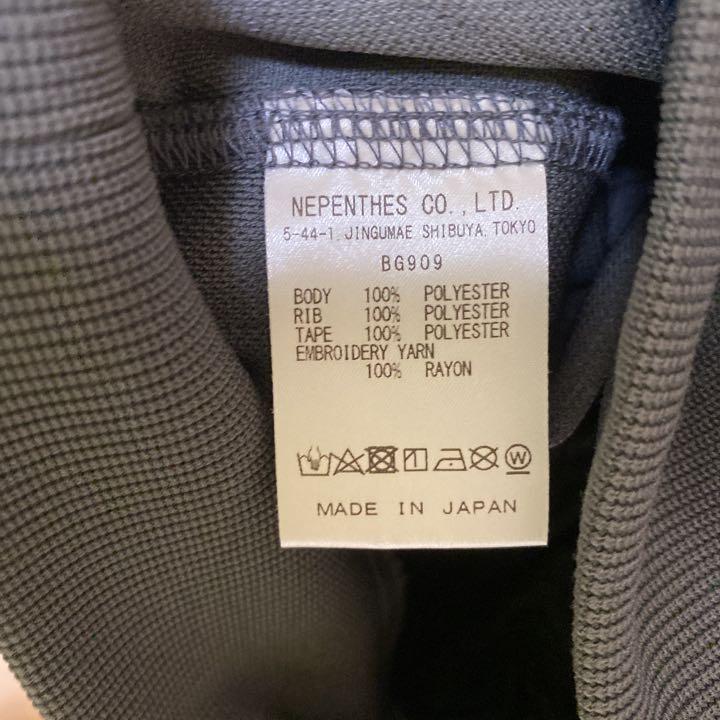 NEPENTHES CO., LTD.
5-44-1, JINGUMAE SHIBUYA, TOKYO
BG909
BODY 100% POLYESTER
RIB 100% POLYESTER
TAPE 100% POLYESTER
EMBROIDERY YARN
100% RAYON
W
MADE IN JAPAN